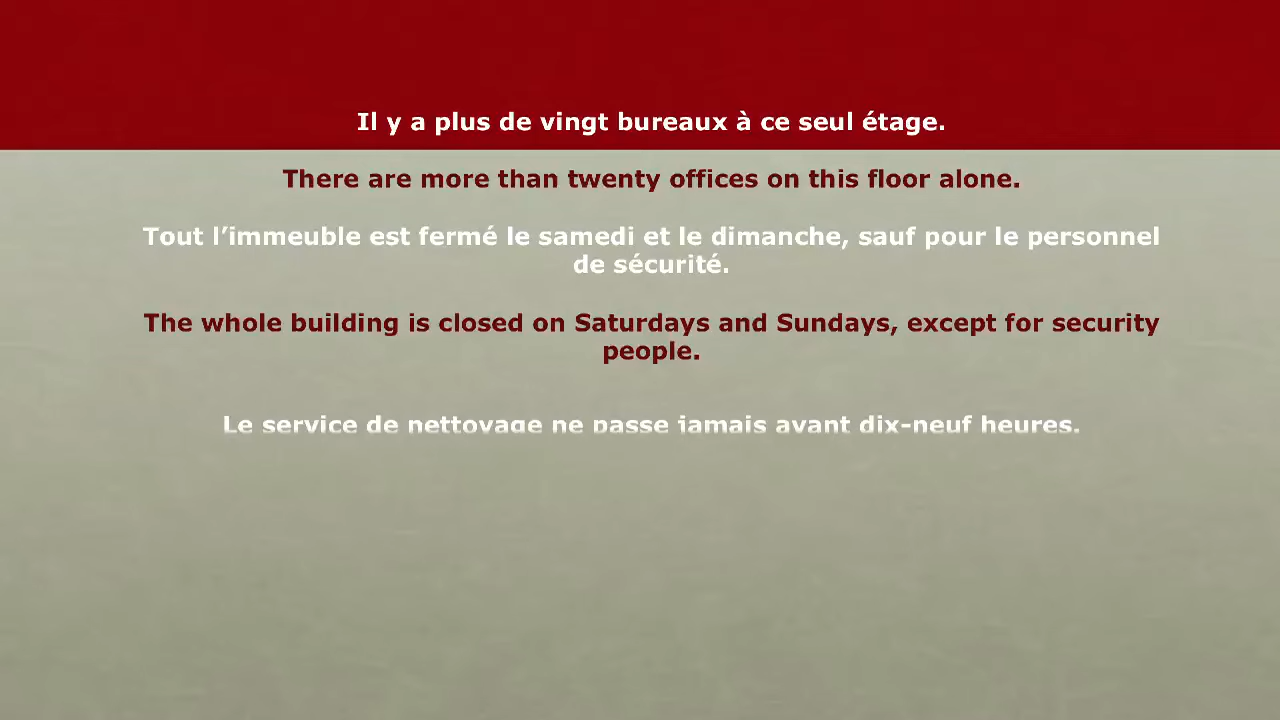 Il y a plus de vingt bureaux à ce seul étage.
There are more than twenty offices on this floor alone.
Tout l’immeuble est fermé le samedi et le dimanche, sauf pour le personnel
de sécurité.
The whole building is closed on Saturdays and Sundays, except for security
people.
Le service de nettoyage ne passe jamais avant dix-neuf heures.